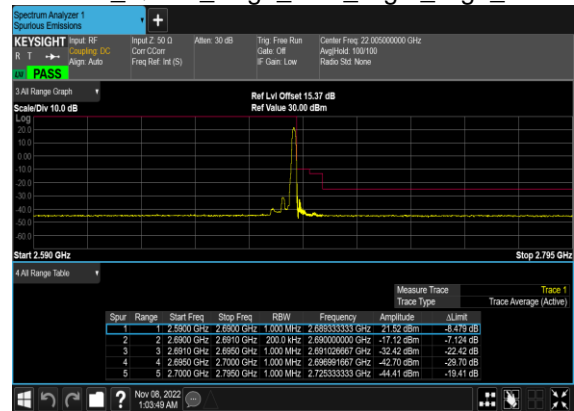 Spectrum Analyzer 1
Spurious Emissions
+
KEYSIGHT Input: RF Input Z: 50 Ω Atten: 30 dB Trig: Free Run Center Freq: 22.005000000 GHz
R T Coupling: DC Corr CCorr Gate: Off Avg|Hold: 100/100
Align: Auto Freq Ref: Int (S) IF Gain: Low Radio Std: None
PASS
3 All Range Graph
Ref Lvl Offset 15.37 dB
Scale/Div 10.0 dB Ref Value 30.00 dBm
Log
20.0
10.0
0.00
-10.0
-20.0
-30.0
-40.0
-50.0
-60.0
Start 2.590 GHz Stop 2.795 GHz
4 All Range Table
Measure Trace Trace 1
Trace Type Trace Average (Active)
Spur Range Start Freq Stop Freq RBW Frequency Amplitude ΔLimit
1 1 2.5900 GHz 2.6900 GHz 1.000 MHz 2.689333333 GHz 21.52 dBm -8.479 dB
2 2 2.6900 GHz 2.6910 GHz 200.0 kHz 2.690000000 GHz -17.12 dBm -7.124 dB
3 3 2.6910 GHz 2.6950 GHz 1.000 MHz 2.691026667 GHz -32.42 dBm -22.42 dB
4 4 2.6950 GHz 2.7000 GHz 1.000 MHz 2.696991667 GHz -42.70 dBm -29.70 dB
5 5 2.7000 GHz 2.7950 GHz 1.000 MHz 2.725333333 GHz -44.41 dBm -19.41 dB
? Nov 08, 2022
1:03:49 AM